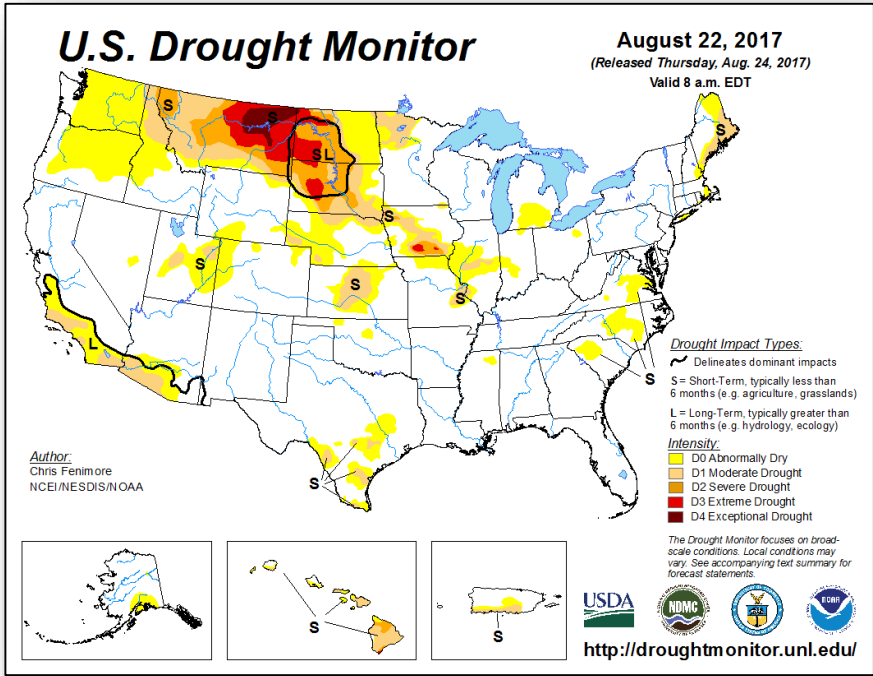 U.S. Drought Monitor
August 22, 2017
(Released Thursday, Aug. 24, 2017)
Valid 8 a.m. EDT
S
S
SL
S
S
S
S
S
L
S
S
S
Drought Impact Types:
Delineates dominant impacts
S = Short-Term, typically less than
6 months (e.g. agriculture, grasslands)
L = Long-Term, typically greater than
6 months (e.g. hydrology, ecology)
Intensity:
D0 Abnormally Dry
D1 Moderate Drought
D2 Severe Drought
D3 Extreme Drought
D4 Exceptional Drought
Author:
Chris Fenimore
NCEI/NESDIS/NOAA
The Drought Monitor focuses on broad-
scale conditions. Local conditions may
vary. See accompanying text summary for
forecast statements.
S
USDA
NDMC
NOAA
http://droughtmonitor.unl.edu/